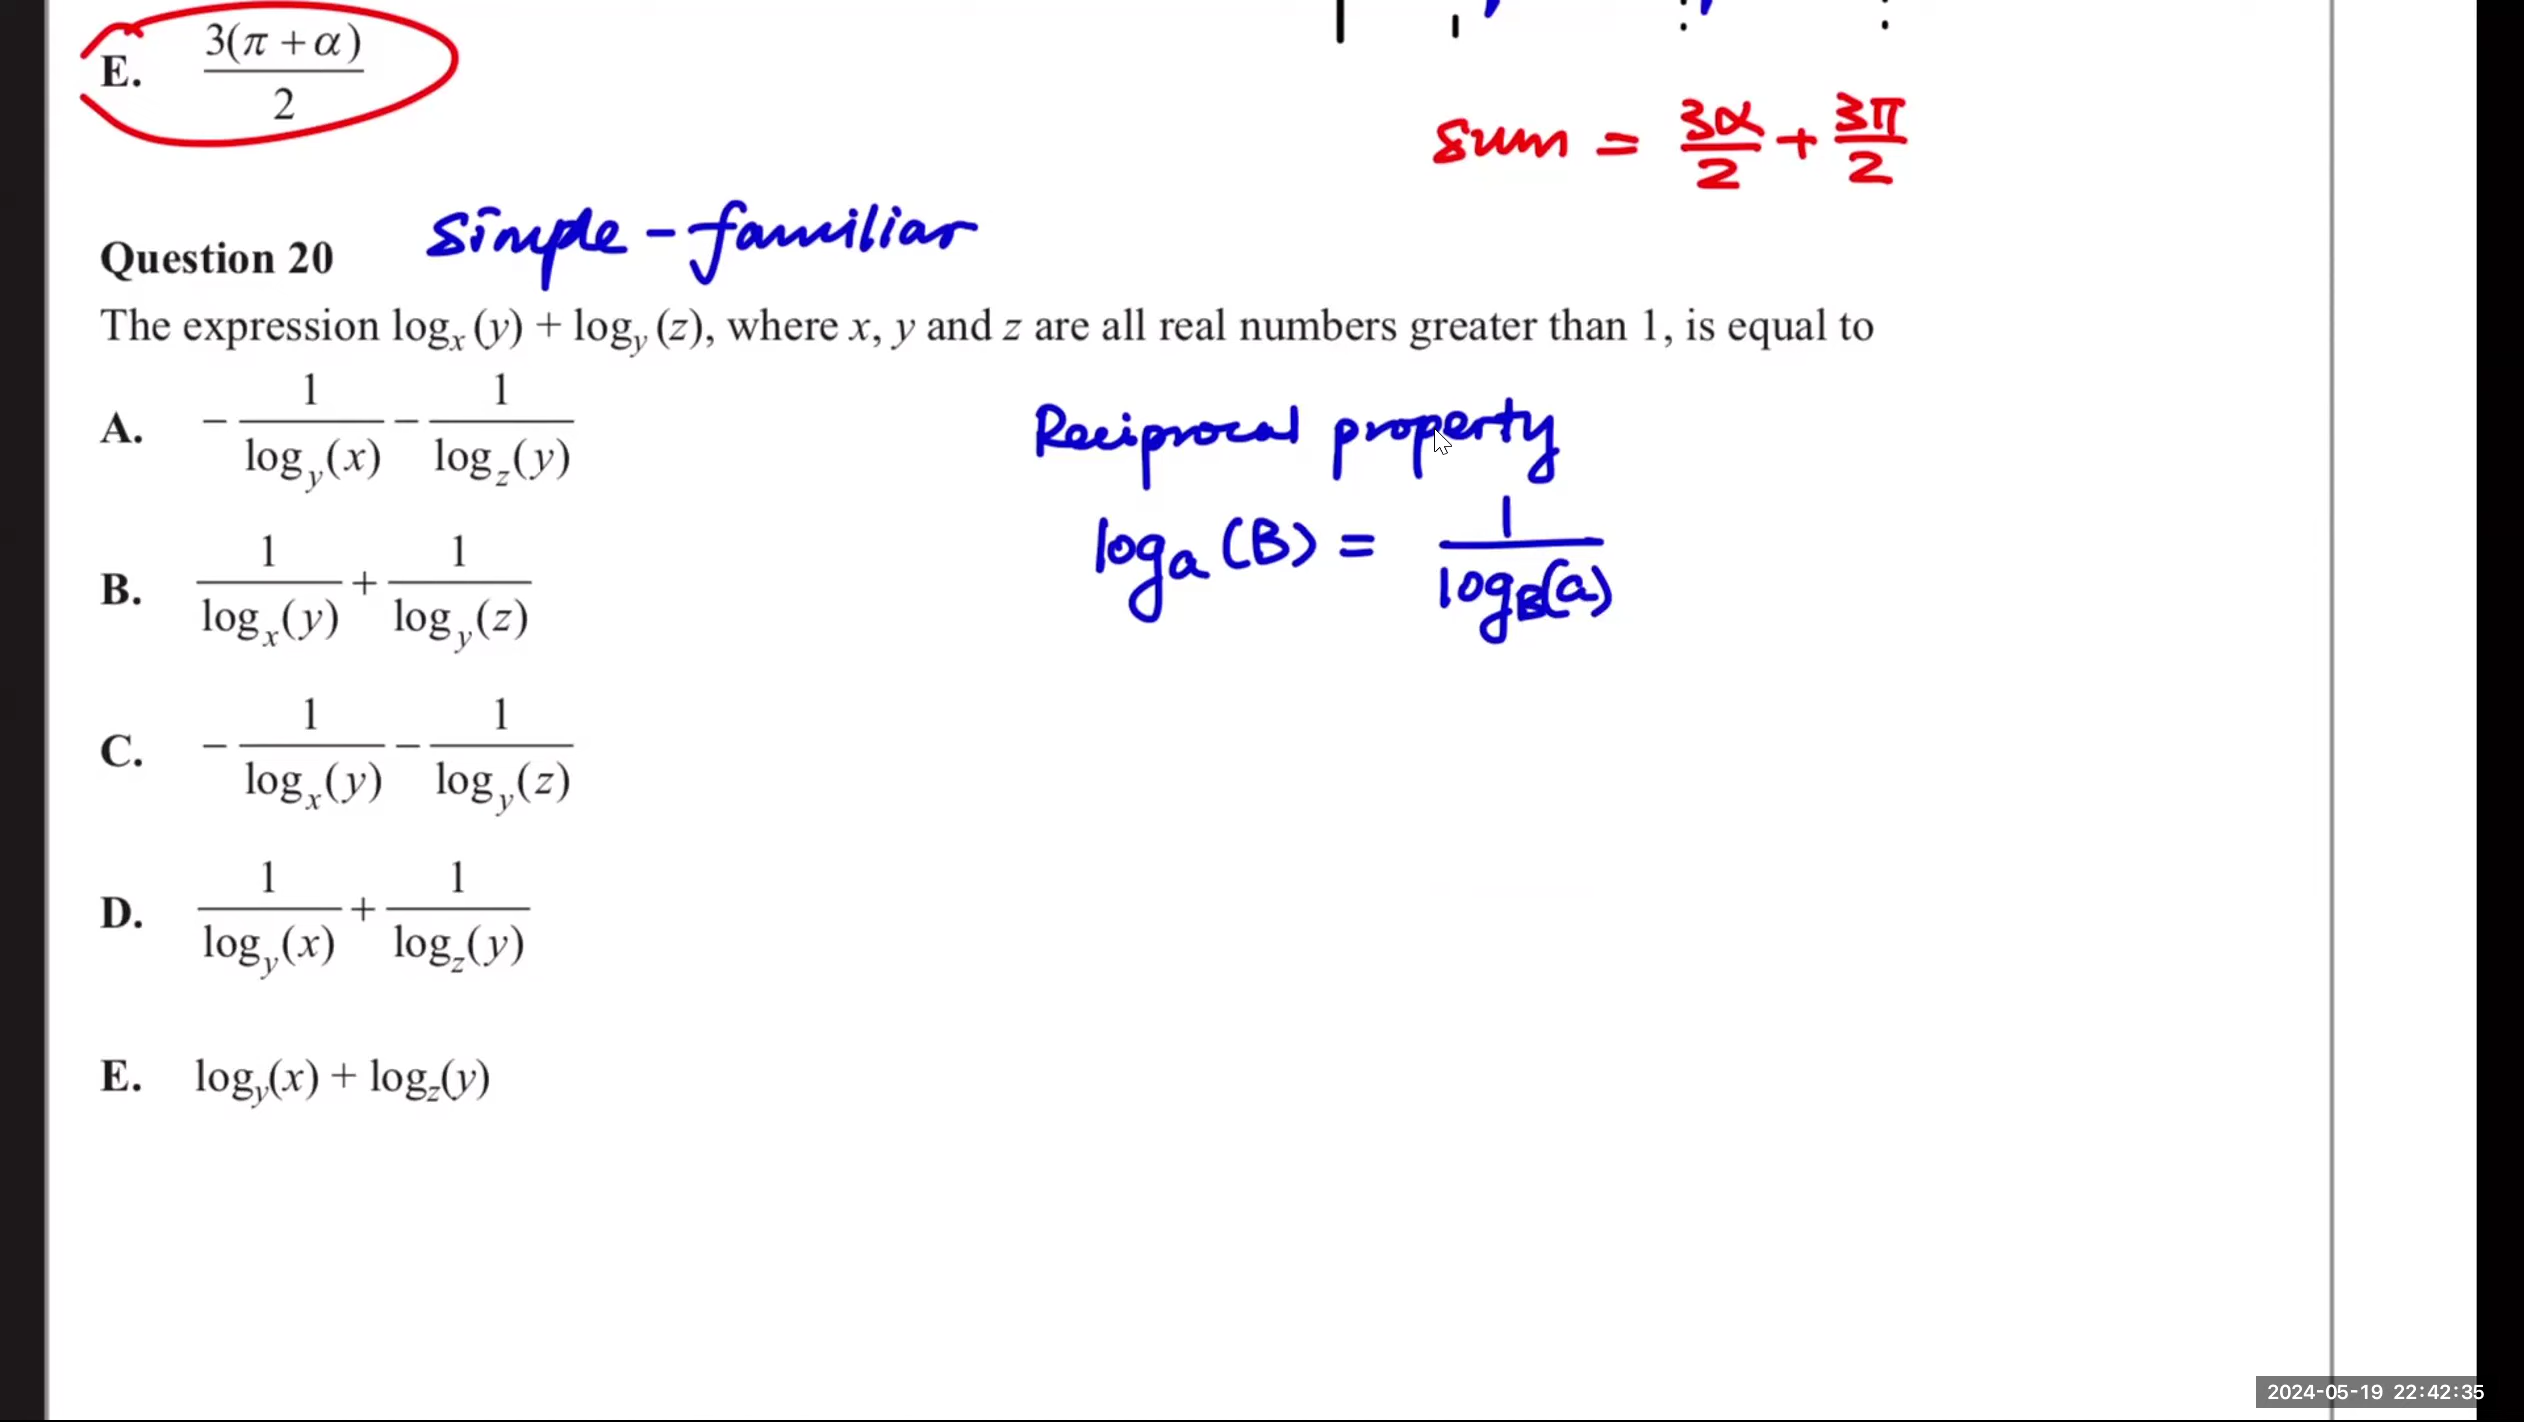 E. 3(π + α) / 2
sum = 3α/2 + 3π/2
Question 20 simple-familiar
The expression logₓ(y) + log_y(z), where x, y and z are all real numbers greater than 1, is equal to
A. − 1/log_y(x) − 1/log_z(y)
Reciprocal property
B. 1/log_x(y) + 1/log_y(z)
log_a(B) = 1/log_B(a)
C. − 1/log_x(y) − 1/log_y(z)
D. 1/log_y(x) + 1/log_z(y)
E. log_y(x) + log_z(y)
2024-05-19 22:42:35